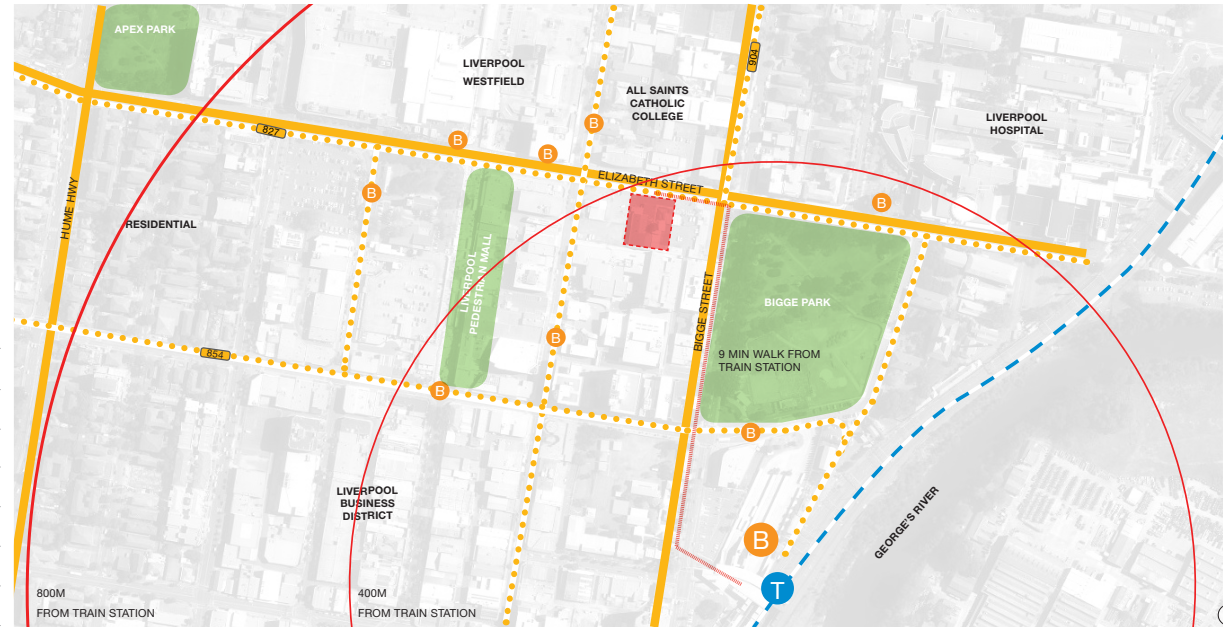 APEX PARK
LIVERPOOL
WESTFIELD
904
ALL SAINTS
CATHOLIC
COLLEGE
LIVERPOOL
HOSPITAL
827
B
B
B
ELIZABETH STREET
B
B
HUME HWY
RESIDENTIAL
LIVERPOOL
PEDESTRIAN MALL
BIGGE STREET
BIGGE PARK
B
854
9 MIN WALK FROM
TRAIN STATION
B
B
LIVERPOOL
BUSINESS
DISTRICT
GEORGE'S RIVER
B
T
800M
FROM TRAIN STATION
400M
FROM TRAIN STATION